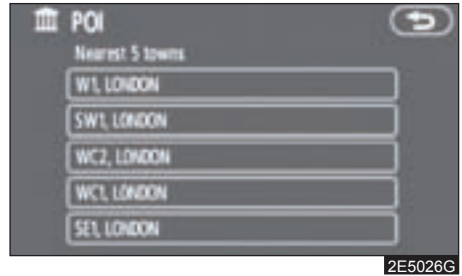 POI
Nearest 5 towns
W1, LONDON
SW1, LONDON
WC2, LONDON
WC1, LONDON
SE1, LONDON
2E5026G